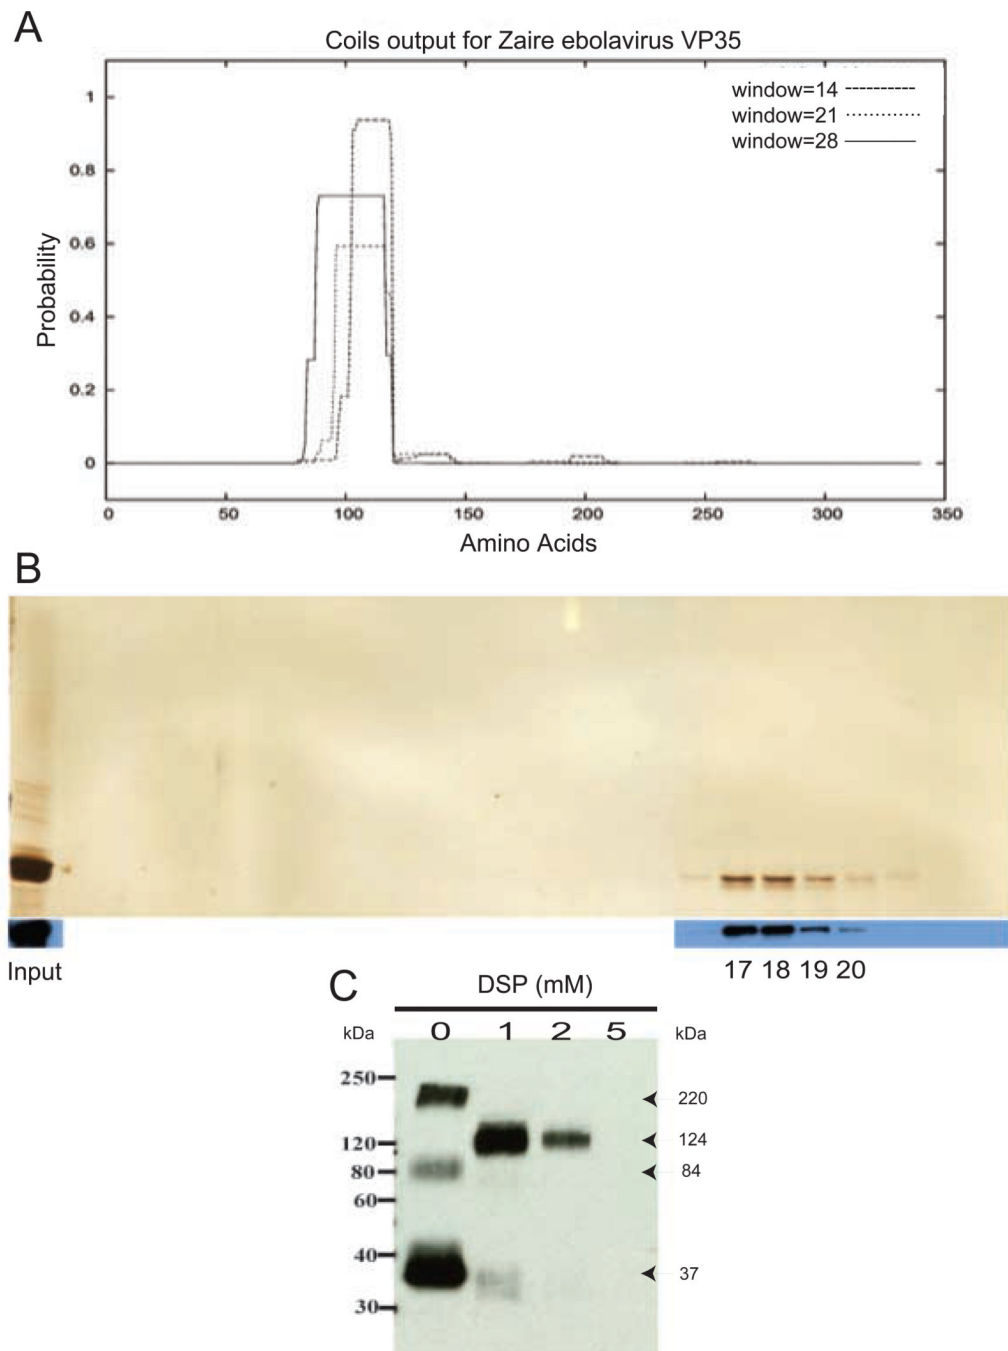 A
Coils output for Zaire ebolavirus VP35
window=14
window=21
window=28
1
0.8
0.6
0.4
0.2
0
Probability
0 50 100 150 200 250 300 350
Amino Acids
B
Input
17 18 19 20
C
DSP (mM)
kDa 0 1 2 5 kDa
250
120
80
60
40
30
220
124
84
37